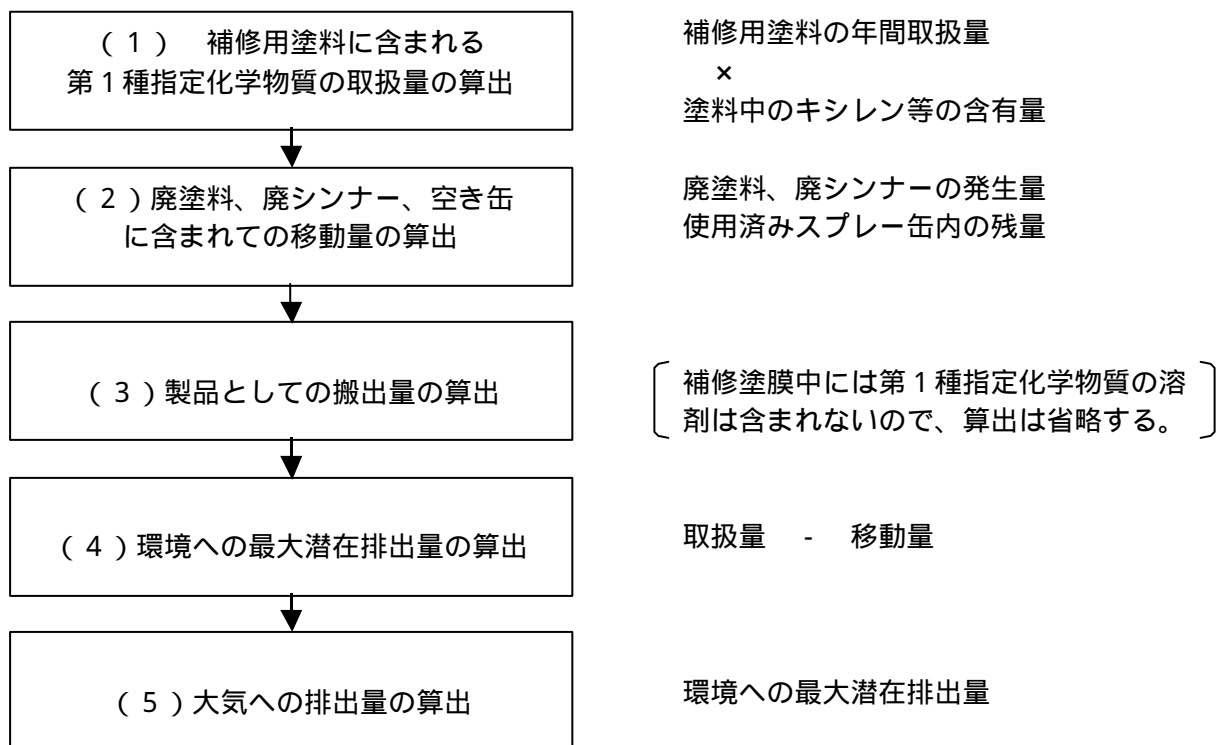 (1) 補修用塗料に含まれる
第1種指定化学物質の取扱量の算出
補修用塗料の年間取扱量
×
塗料中のキシレン等の含有量
(2)廃塗料、廃シンナー、空き缶
に含まれての移動量の算出
廃塗料、廃シンナーの発生量
使用済みスプレー缶内の残量
(3)製品としての搬出量の算出
補修塗膜中には第1種指定化学物質の溶
剤は含まれないので、算出は省略する。
(4)環境への最大潜在排出量の算出
取扱量 - 移動量
(5)大気への排出量の算出
環境への最大潜在排出量